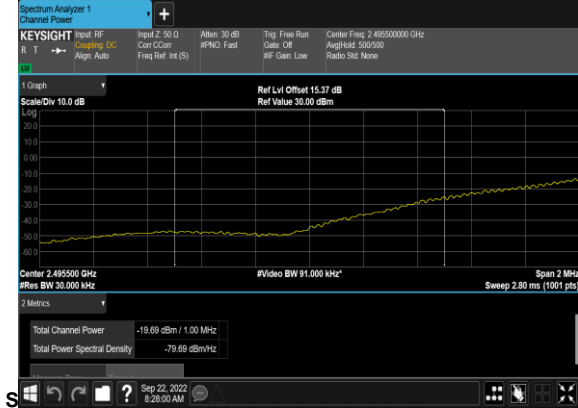 Spectrum Analyzer 1
Channel Power
+
KEYSIGHT Input: RF Input Z: 50 Ω Atten: 30 dB Trig: Free Run Center Freq: 2.495500000 GHz
R T Coupling: DC Corr CCorr #PNO: Fast Gate: Off Avg|Hold: 500/500
Align: Auto Freq Ref: Int (S) #IF Gain: Low Radio Std: None
1 Graph
Ref Lvl Offset 15.37 dB
Scale/Div 10.0 dB Ref Value 30.00 dBm
Log
20.0
10.0
0.00
-10.0
-20.0
-30.0
-40.0
-50.0
-60.0
Center 2.495500 GHz #Video BW 91.000 kHz* Span 2 MHz
#Res BW 30.000 kHz Sweep 2.80 ms (1001 pts)
2 Metrics
Total Channel Power -19.69 dBm / 1.00 MHz
Total Power Spectral Density -79.69 dBm/Hz
S
? Sep 22, 2022
8:28:00 AM